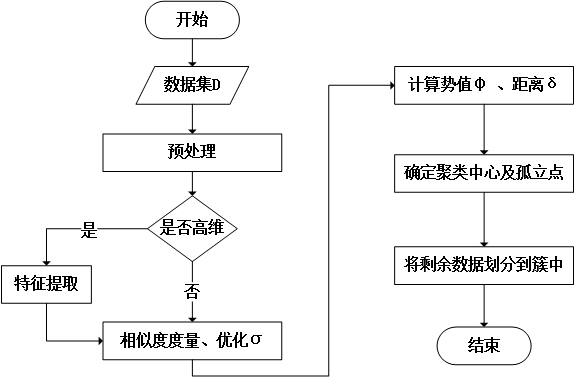 开始
数据集D
预处理
是否高维
是
特征提取
否
相似度度量、优化σ
计算势值φ 、距离δ
确定聚类中心及孤立点
将剩余数据划分到簇中
结束